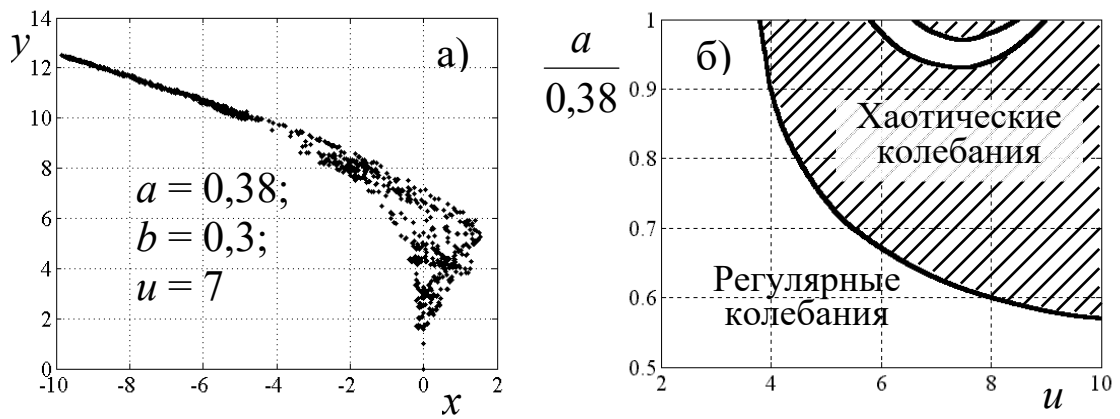 y
14
12
10
8
6
4
2
0
-10
-8
-6
-4
-2
0
2
x
а)
a = 0,38;
b = 0,3;
u = 7
a
0,38
1
0.9
0.8
0.7
0.6
0.5
2
4
6
8
10
u
б)
Хаотические
колебания
Регулярные
колебания